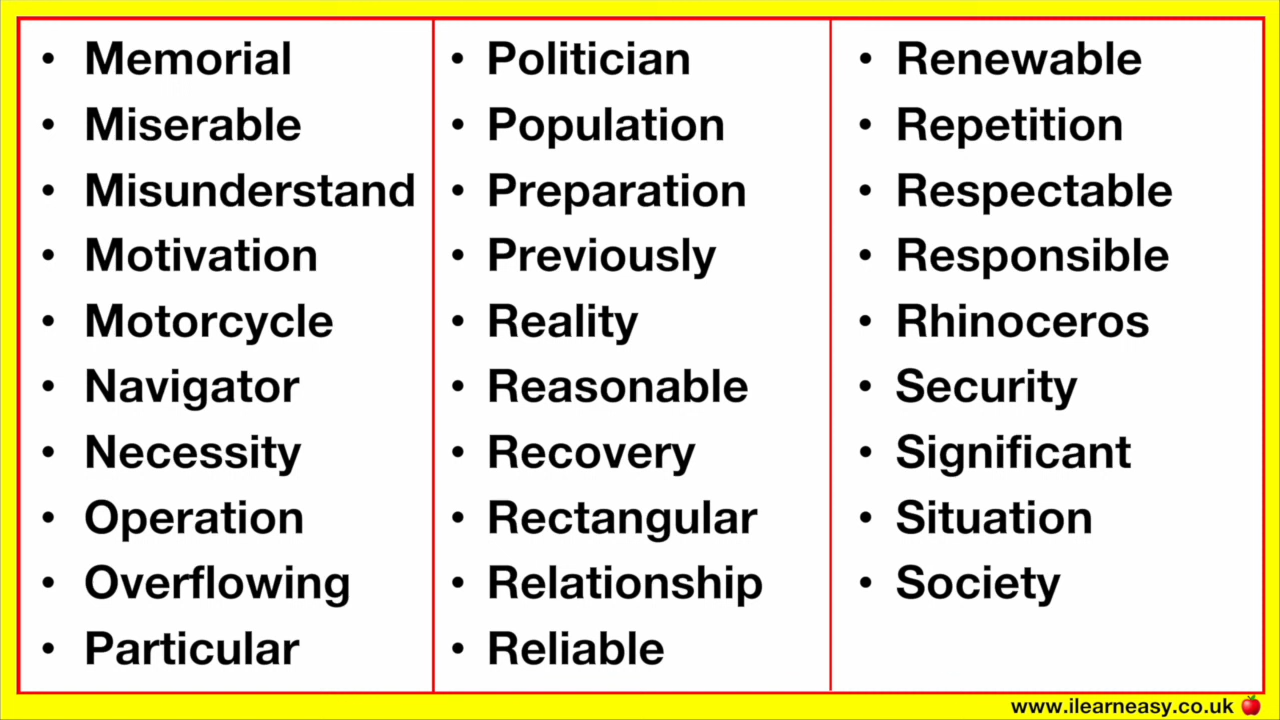 • Memorial
• Miserable
• Misunderstand
• Motivation
• Motorcycle
• Navigator
• Necessity
• Operation
• Overflowing
• Particular
• Politician
• Population
• Preparation
• Previously
• Reality
• Reasonable
• Recovery
• Rectangular
• Relationship
• Reliable
• Renewable
• Repetition
• Respectable
• Responsible
• Rhinoceros
• Security
• Significant
• Situation
• Society
www.ilearneasy.co.uk